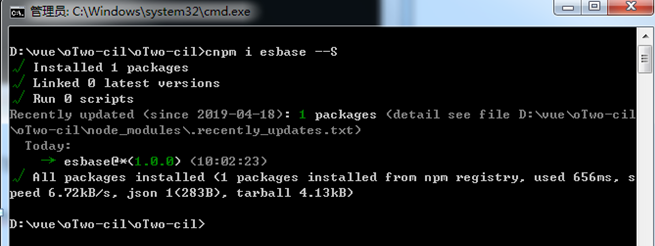 管理员: C:\Windows\system32\cmd.exe
D:\vue\oTwo-cil\oTwo-cil>cnpm i esbase --S
√ Installed 1 packages
√ Linked 0 latest versions
√ Run 0 scripts
Recently updated (since 2019-04-18): 1 packages (detail see file D:\vue\oTwo-cil
\oTwo-cil\node_modules\.recently_updates.txt)
Today:
→ esbase@*(1.0.0) (10:02:23)
√ All packages installed (1 packages installed from npm registry, used 656ms, s
peed 6.72kB/s, json 1(283B), tarball 4.13kB)
D:\vue\oTwo-cil\oTwo-cil>